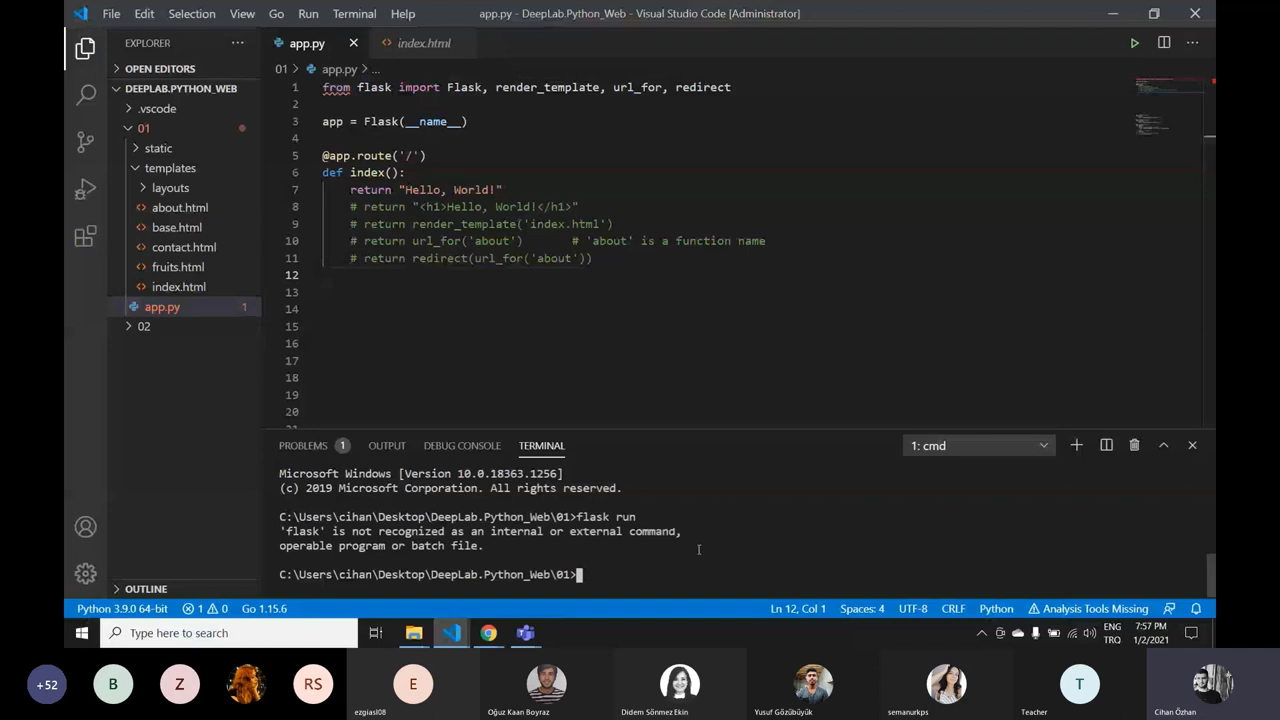 File Edit Selection View Go Run Terminal Help app.py - DeepLab.Python_Web - Visual Studio Code [Administrator]
EXPLORER
OPEN EDITORS
DEEPLAB.PYTHON_WEB
.vscode
01
static
templates
layouts
about.html
base.html
contact.html
fruits.html
index.html
app.py 1
02
OUTLINE
app.py index.html
01 > app.py > ...
1 from flask import Flask, render_template, url_for, redirect
2
3 app = Flask(__name__)
4
5 @app.route('/')
6 def index():
7 return "Hello, World!"
8 # return "<h1>Hello, World!</h1>"
9 # return render_template('index.html')
10 # return url_for('about') # 'about' is a function name
11 # return redirect(url_for('about'))
12
13
14
15
16
17
18
19
20
PROBLEMS 1 OUTPUT DEBUG CONSOLE TERMINAL 1: cmd
Microsoft Windows [Version 10.0.18363.1256]
(c) 2019 Microsoft Corporation. All rights reserved.
C:\Users\cihan\Desktop\DeepLab.Python_Web\01>flask run
'flask' is not recognized as an internal or external command,
operable program or batch file.
C:\Users\cihan\Desktop\DeepLab.Python_Web\01>
Python 3.9.0 64-bit 1 0 Go 1.15.6 Ln 12, Col 1 Spaces: 4 UTF-8 CRLF Python Analysis Tools Missing
Type here to search ENG 7:57 PM
TRQ 1/2/2021
+52 B Z RS E T
ezgiasl08 Oğuz Kaan Boyraz Didem Sönmez Ekin Yusuf Gözübüyük semanurkps Teacher Cihan Özhan